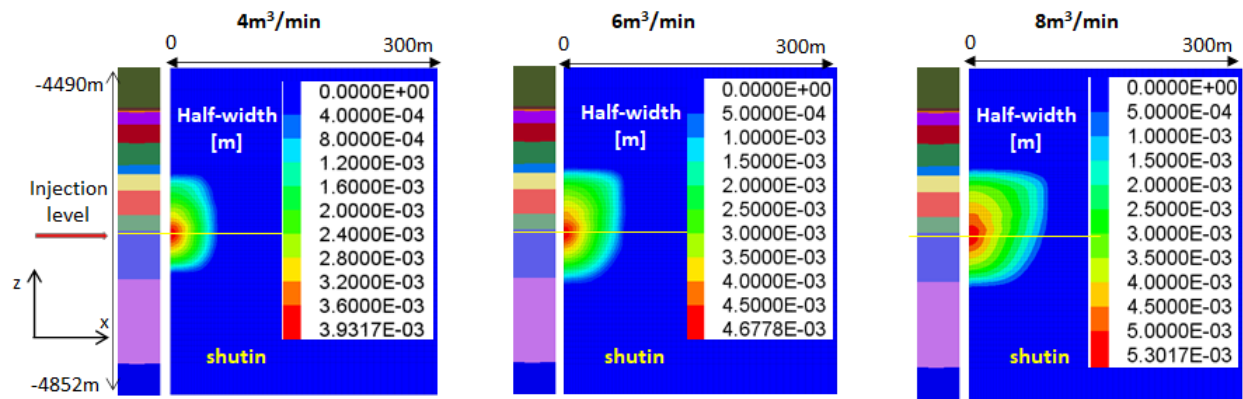 4m³/min
0
300m
-4490m
Half-width
[m]
0.0000E+00
4.0000E-04
8.0000E-04
1.2000E-03
1.6000E-03
2.0000E-03
2.4000E-03
2.8000E-03
3.2000E-03
3.6000E-03
3.9317E-03
Injection
level
z
x
-4852m
shutin
6m³/min
0
300m
Half-width
[m]
0.0000E+00
5.0000E-04
1.0000E-03
1.5000E-03
2.0000E-03
2.5000E-03
3.0000E-03
3.5000E-03
4.0000E-03
4.5000E-03
4.6778E-03
shutin
8m³/min
0
300m
Half-width
[m]
0.0000E+00
5.0000E-04
1.0000E-03
1.5000E-03
2.0000E-03
2.5000E-03
3.0000E-03
3.5000E-03
4.0000E-03
4.5000E-03
5.0000E-03
5.3017E-03
shutin